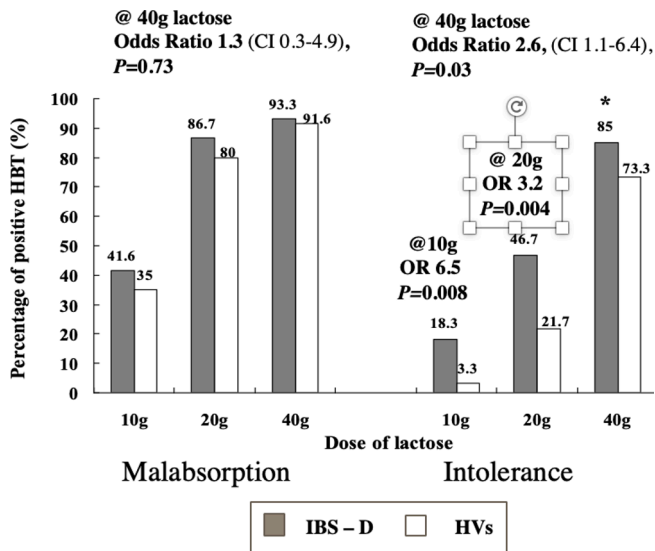 @ 40g lactose
Odds Ratio 1.3 (CI 0.3-4.9),
P=0.73
@ 40g lactose
Odds Ratio 2.6, (CI 1.1-6.4),
P=0.03
Percentage of positive HBT (%)
100
90
80
70
60
50
40
30
20
10
0
41.6
35
86.7
80
93.3
91.6
@10g
OR 6.5
P=0.008
18.3
3.3
@ 20g
OR 3.2
P=0.004
46.7
21.7
*
85
73.3
10g
20g
40g
10g
20g
40g
Dose of lactose
Malabsorption
Intolerance
IBS – D
HVs